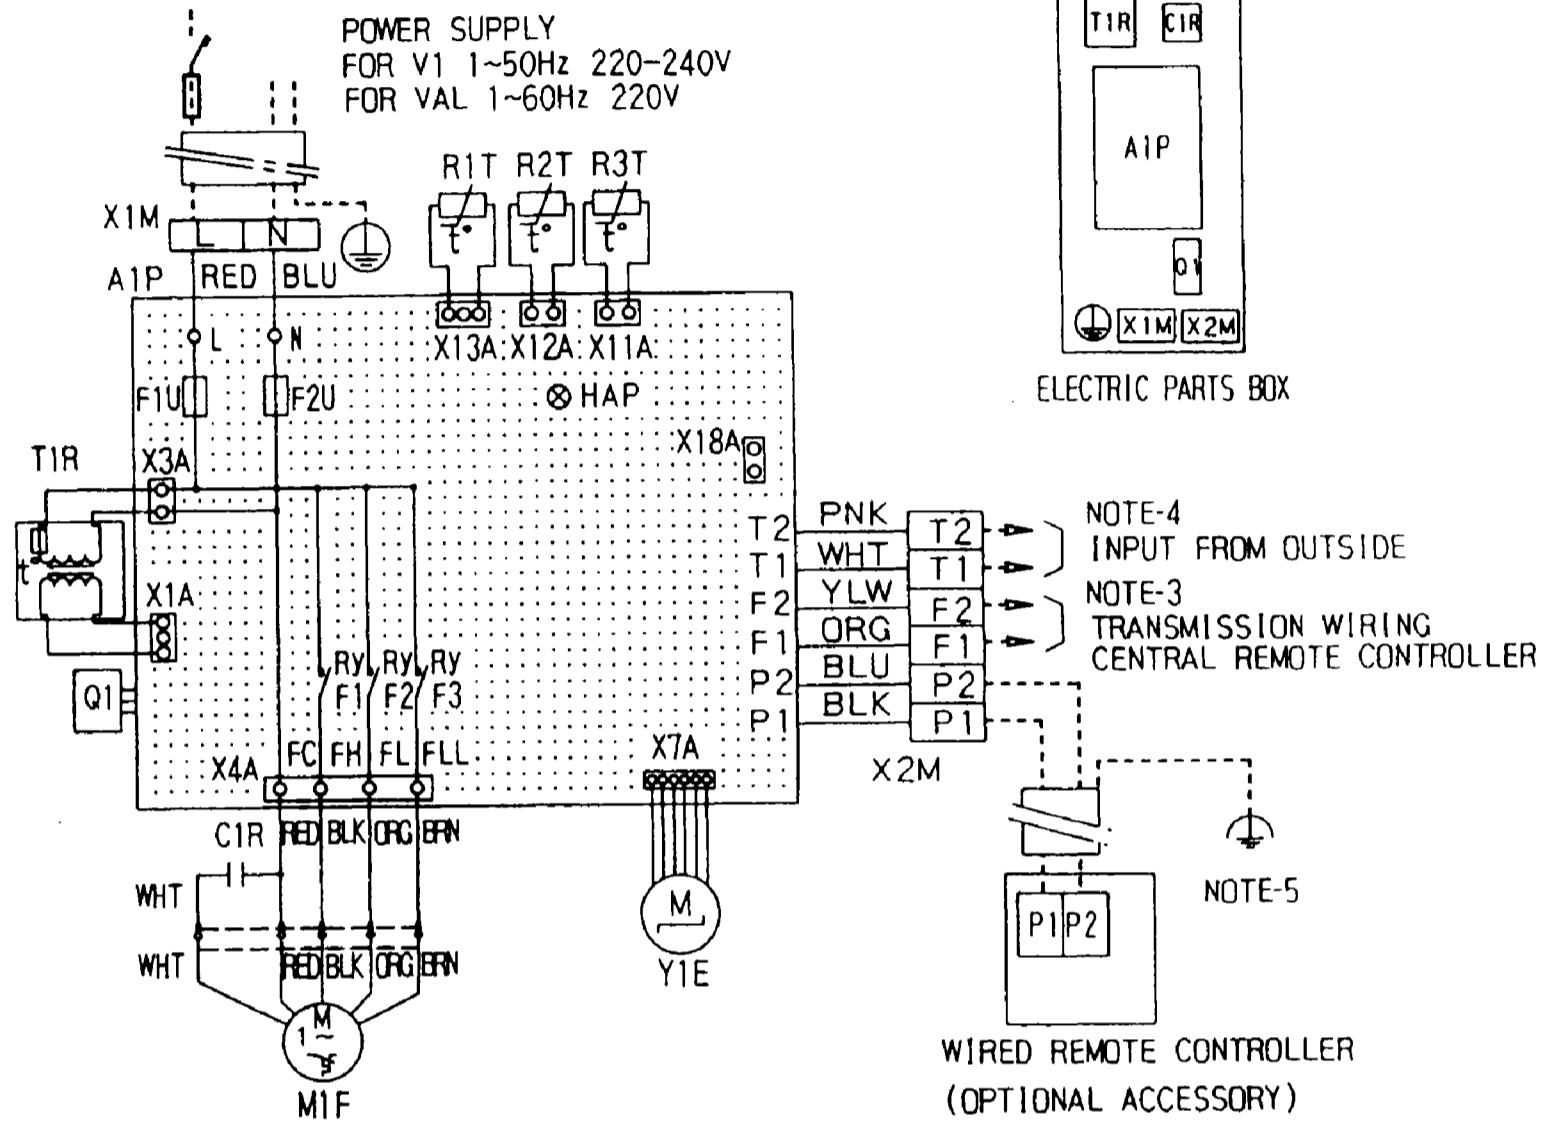 POWER SUPPLY
FOR V1 1~50Hz 220-240V
FOR VAL 1~60Hz 220V
T1R C1R
A1P
Q1
X1M X2M
ELECTRIC PARTS BOX
R1T R2T R3T
t° t° t°
X1M
L N
A1P RED BLU
L N
X13A X12A X11A
F1U F2U
HAP
X18A
T1R
X3A
t°
X1A
Q1
Ry Ry Ry
F1 F2 F3
FC FH FL FLL
X4A
X7A
T2 PNK T2
T1 WHT T1
F2 YLW F2
F1 ORG F1
P2 BLU P2
P1 BLK P1
X2M
NOTE-4
INPUT FROM OUTSIDE
NOTE-3
TRANSMISSION WIRING
CENTRAL REMOTE CONTROLLER
C1R RED BLK ORG BRN
WHT
WHT RED BLK ORG BRN
M
1~
M1F
M
Y1E
NOTE-5
P1 P2
WIRED REMOTE CONTROLLER
(OPTIONAL ACCESSORY)